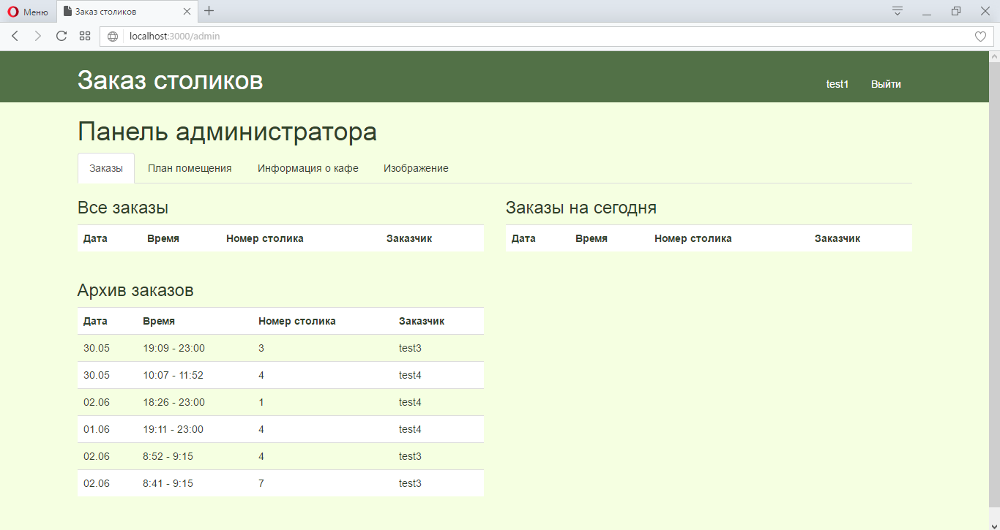 Меню
Заказ столиков
localhost:3000/admin
Заказ столиков
test1 Выйти
Панель администратора
Заказы План помещения Информация о кафе Изображение
Все заказы
Дата Время Номер столика Заказчик
Заказы на сегодня
Дата Время Номер столика Заказчик
Архив заказов
Дата Время Номер столика Заказчик
30.05 19:09 - 23:00 3 test3
30.05 10:07 - 11:52 4 test4
02.06 18:26 - 23:00 1 test4
01.06 19:11 - 23:00 4 test4
02.06 8:52 - 9:15 4 test3
02.06 8:41 - 9:15 7 test3